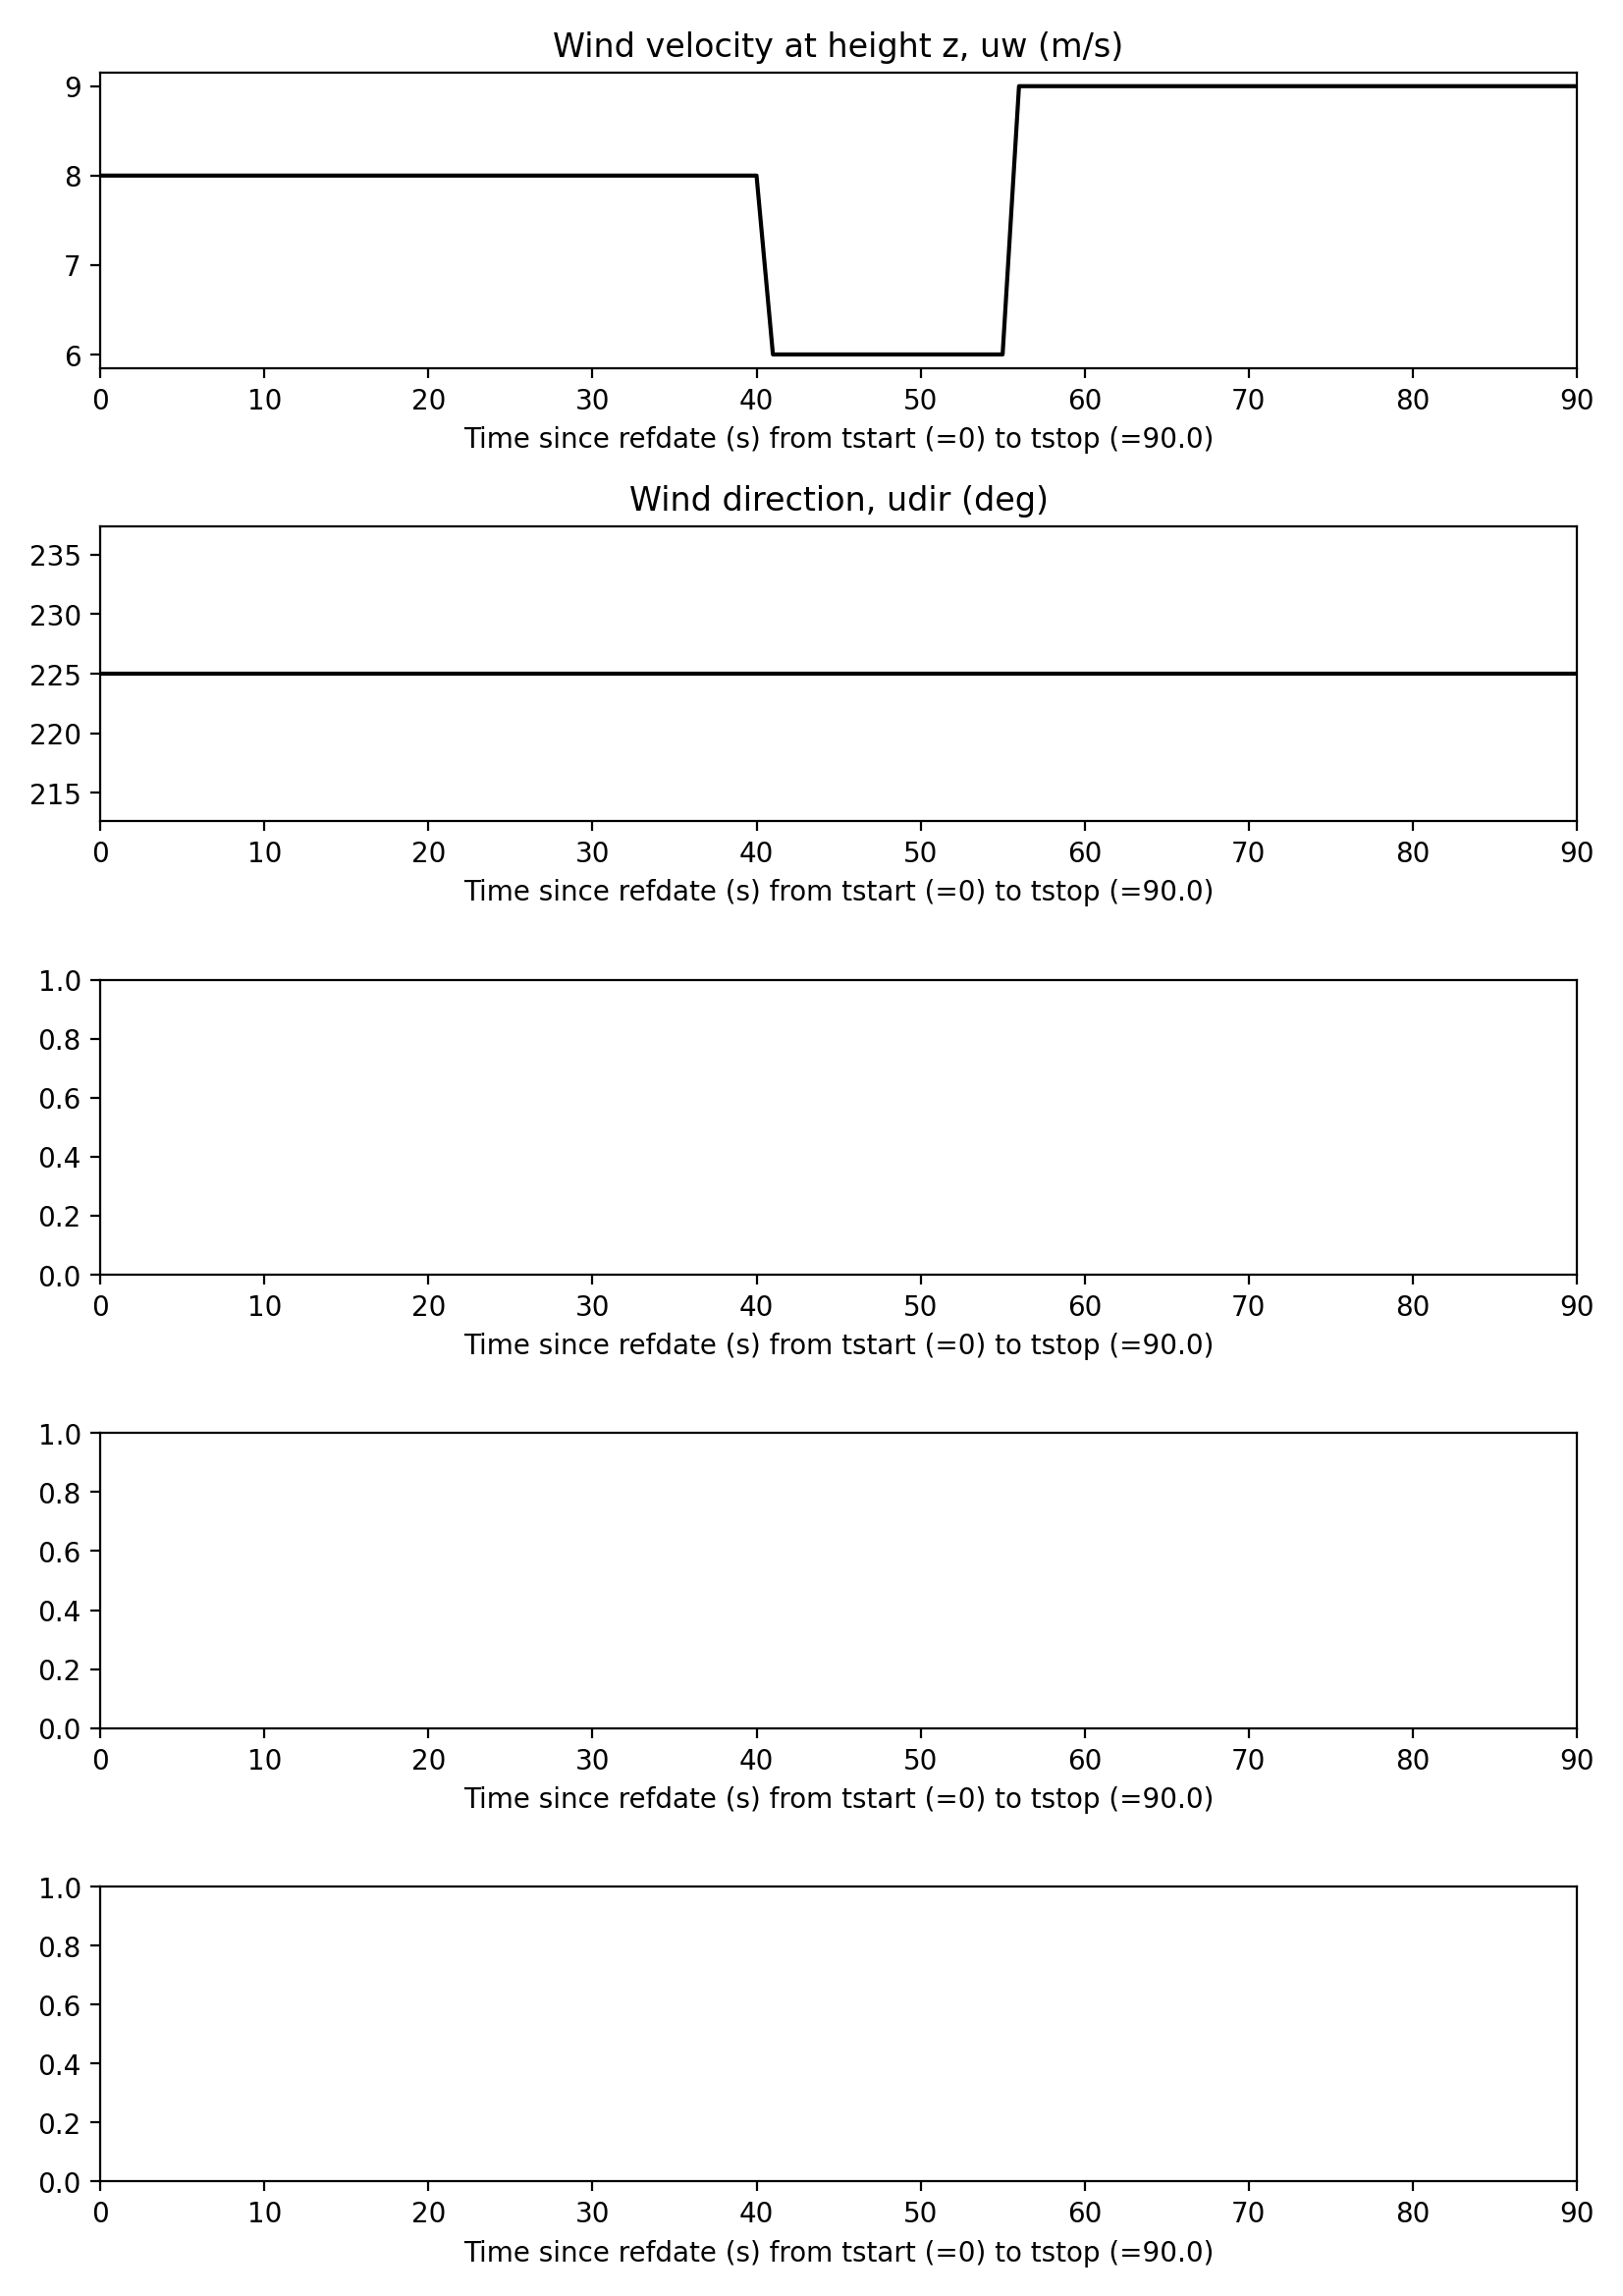 Wind velocity at height z, uw (m/s)
9
8
7
6
0 10 20 30 40 50 60 70 80 90
Time since refdate (s) from tstart (=0) to tstop (=90.0)
Wind direction, udir (deg)
235
230
225
220
215
0 10 20 30 40 50 60 70 80 90
Time since refdate (s) from tstart (=0) to tstop (=90.0)
1.0
0.8
0.6
0.4
0.2
0.0
0 10 20 30 40 50 60 70 80 90
Time since refdate (s) from tstart (=0) to tstop (=90.0)
1.0
0.8
0.6
0.4
0.2
0.0
0 10 20 30 40 50 60 70 80 90
Time since refdate (s) from tstart (=0) to tstop (=90.0)
1.0
0.8
0.6
0.4
0.2
0.0
0 10 20 30 40 50 60 70 80 90
Time since refdate (s) from tstart (=0) to tstop (=90.0)